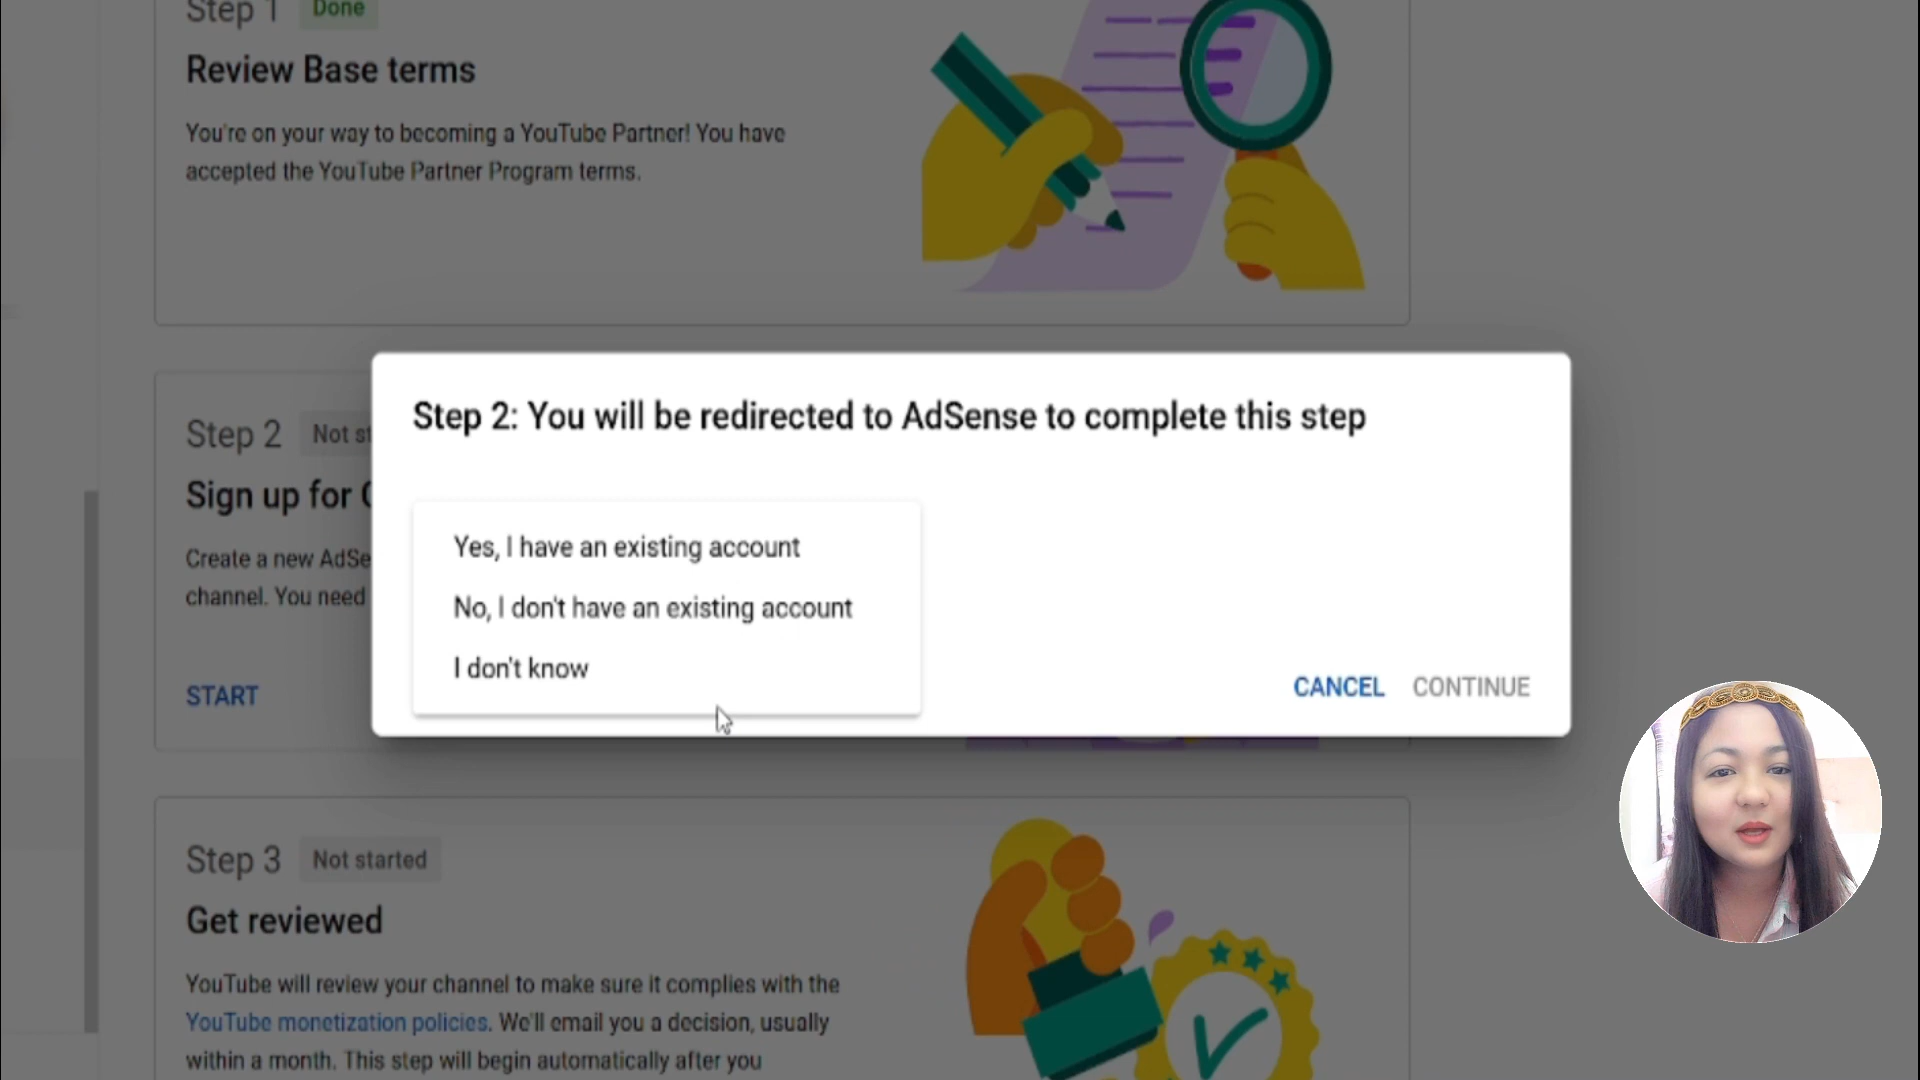 Step 1 Done
Review Base terms
You're on your way to becoming a YouTube Partner! You have
accepted the YouTube Partner Program terms.
Step 2: You will be redirected to AdSense to complete this step
Step 2 Not st
Sign up for
Yes, I have an existing account
Create a new AdSe
channel. You need
No, I don't have an existing account
I don't know
START
CANCEL CONTINUE
Step 3 Not started
Get reviewed
YouTube will review your channel to make sure it complies with the
YouTube monetization policies. We'll email you a decision, usually
within a month. This step will begin automatically after you